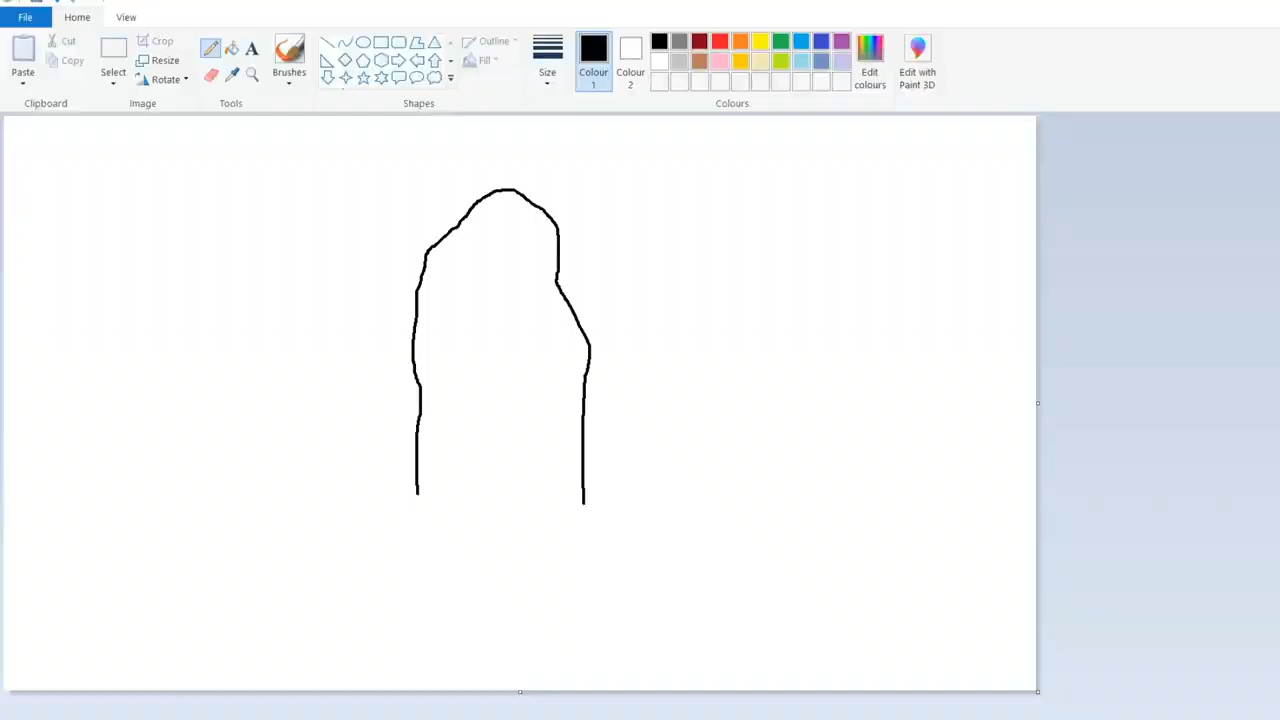 File Home View
Paste Cut Copy Select Crop Resize Rotate A Brushes Outline Fill Size Colour 1 Colour 2 Edit colours Edit with Paint 3D
Clipboard Image Tools Shapes Colours